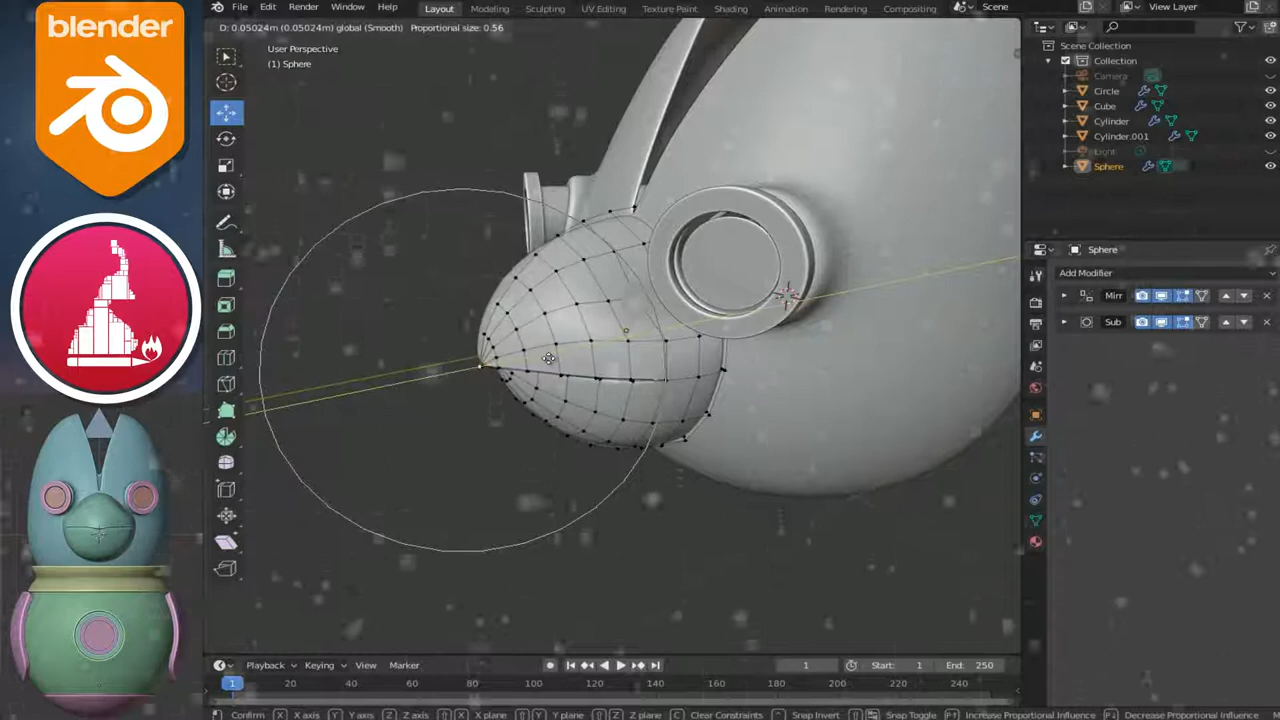 blender
File Edit Render Window Help
Layout Modeling Sculpting UV Editing Texture Paint Shading Animation Rendering Compositing
Scene
View Layer
D: 0.05024m (0.05024m) global (Smooth) Proportional size: 0.56
User Perspective
(1) Sphere
Scene Collection
Collection
Camera
Circle
Cube
Cylinder
Cylinder.001
Light
Sphere
Sphere
Add Modifier
Mirr
Sub
Playback Keying View Marker
1
Start: 1
End: 250
1 20 40 60 80 100 120 140 160 180 200 220 240
Confirm X X axis Y Y axis Z Z axis X X plane Y Y plane Z Z plane C Clear Constraints Snap Invert Snap Toggle Increase Proportional Influence Decrease Proportional Influence